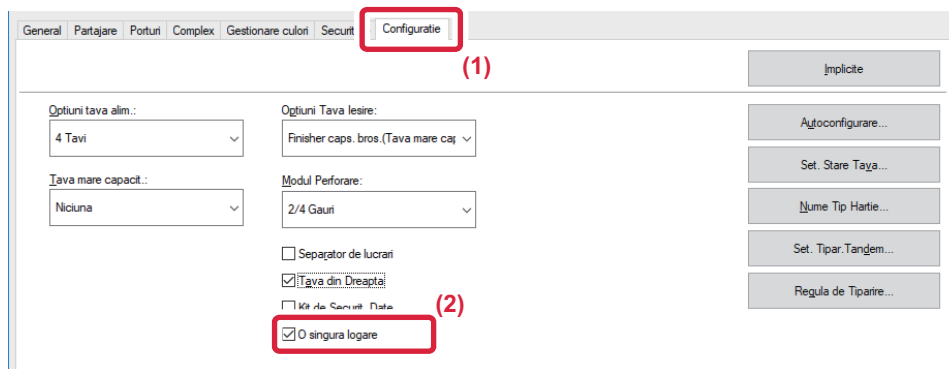 General Partajare Porturi Complex Gestionare culori Securit Configuratie
(1)
Implicite
Optiuni tava alim.:
4 Tavi
Optiuni Tava Iesire:
Finisher caps. bros.(Tava mare cap
Autoconfigurare...
Set. Stare Tava...
Tava mare capacit.:
Niciuna
Modul Perforare:
2/4 Gauri
Nume Tip Hartie...
Set. Tipar.Tandem...
Separator de lucrari
Tava din Dreapta
Regula de Tiparire...
Kit de Securit. Date
(2)
O singura logare